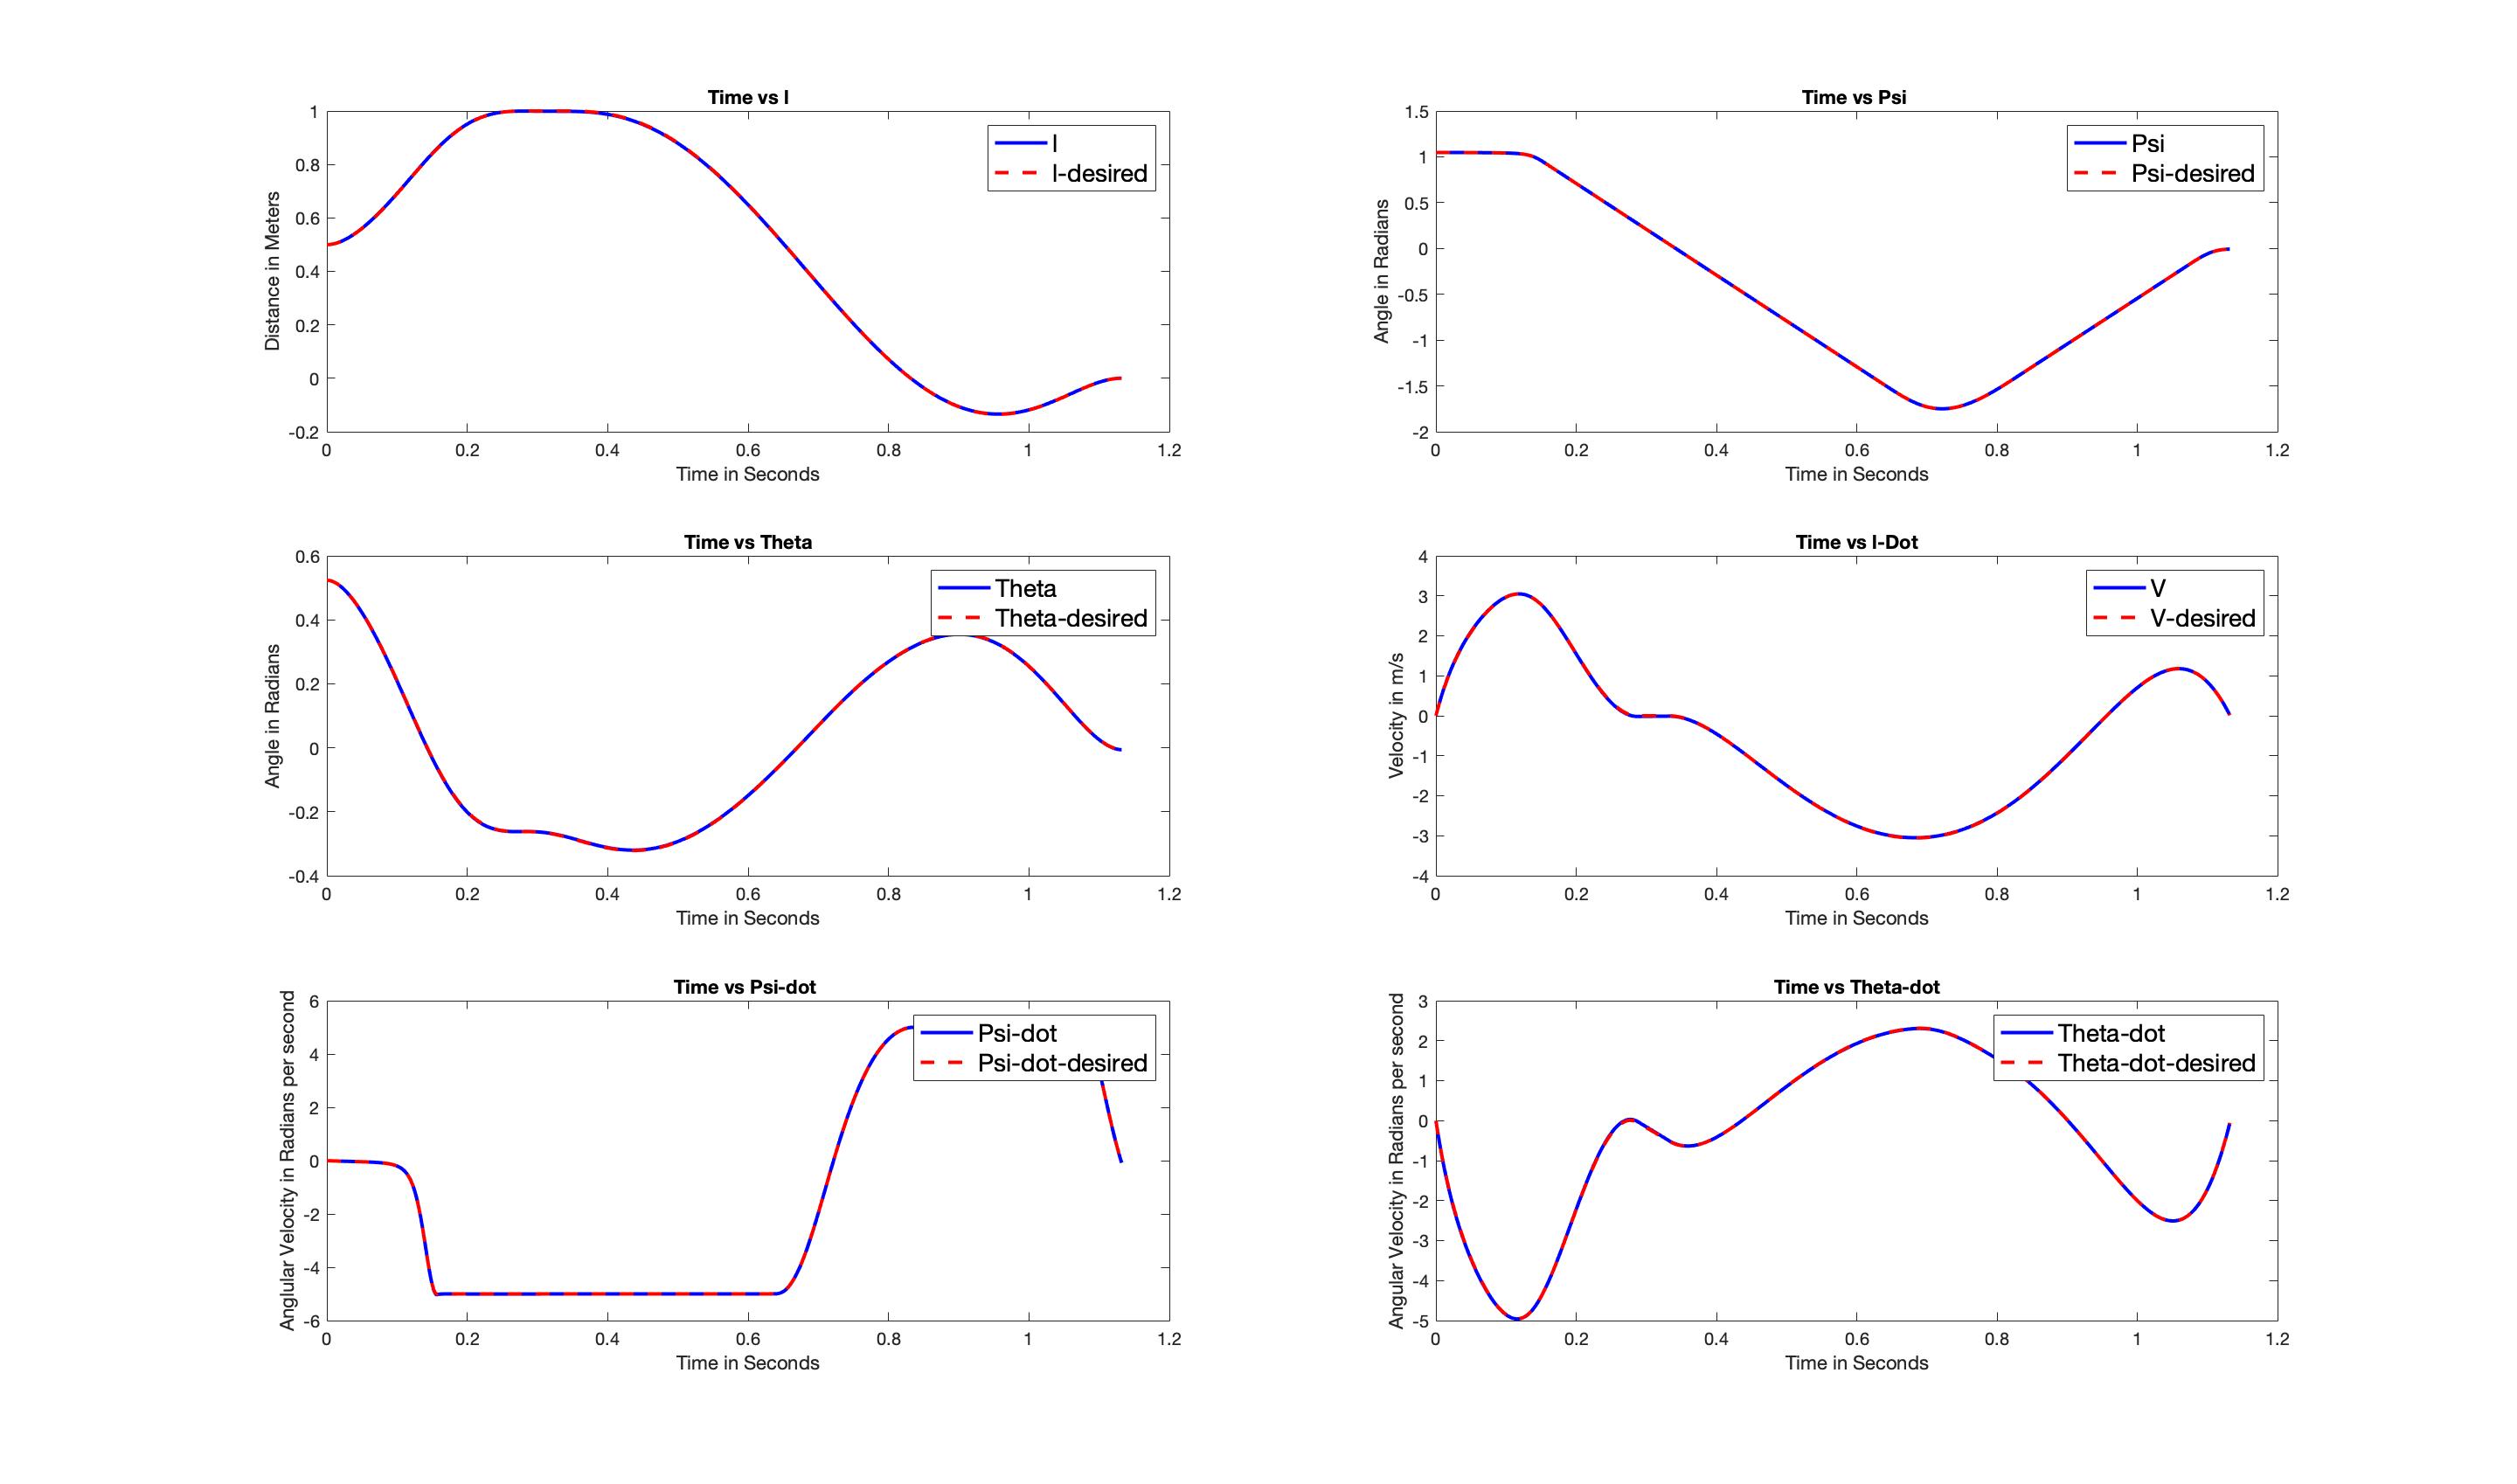 Time vs l
1
0.8
0.6
0.4
0.2
0
-0.2
Distance in Meters
l
l-desired
0 0.2 0.4 0.6 0.8 1 1.2
Time in Seconds
Time vs Psi
1.5
1
0.5
0
-0.5
-1
-1.5
-2
Angle in Radians
Psi
Psi-desired
0 0.2 0.4 0.6 0.8 1 1.2
Time in Seconds
Time vs Theta
0.6
0.4
0.2
0
-0.2
-0.4
Angle in Radians
Theta
Theta-desired
0 0.2 0.4 0.6 0.8 1 1.2
Time in Seconds
Time vs l-Dot
4
3
2
1
0
-1
-2
-3
-4
Velocity in m/s
V
V-desired
0 0.2 0.4 0.6 0.8 1 1.2
Time in Seconds
Time vs Psi-dot
6
4
2
0
-2
-4
-6
Anglular Velocity in Radians per second
Psi-dot
Psi-dot-desired
0 0.2 0.4 0.6 0.8 1 1.2
Time in Seconds
Time vs Theta-dot
3
2
1
0
-1
-2
-3
-4
-5
Angular Velocity in Radians per second
Theta-dot
Theta-dot-desired
0 0.2 0.4 0.6 0.8 1 1.2
Time in Seconds